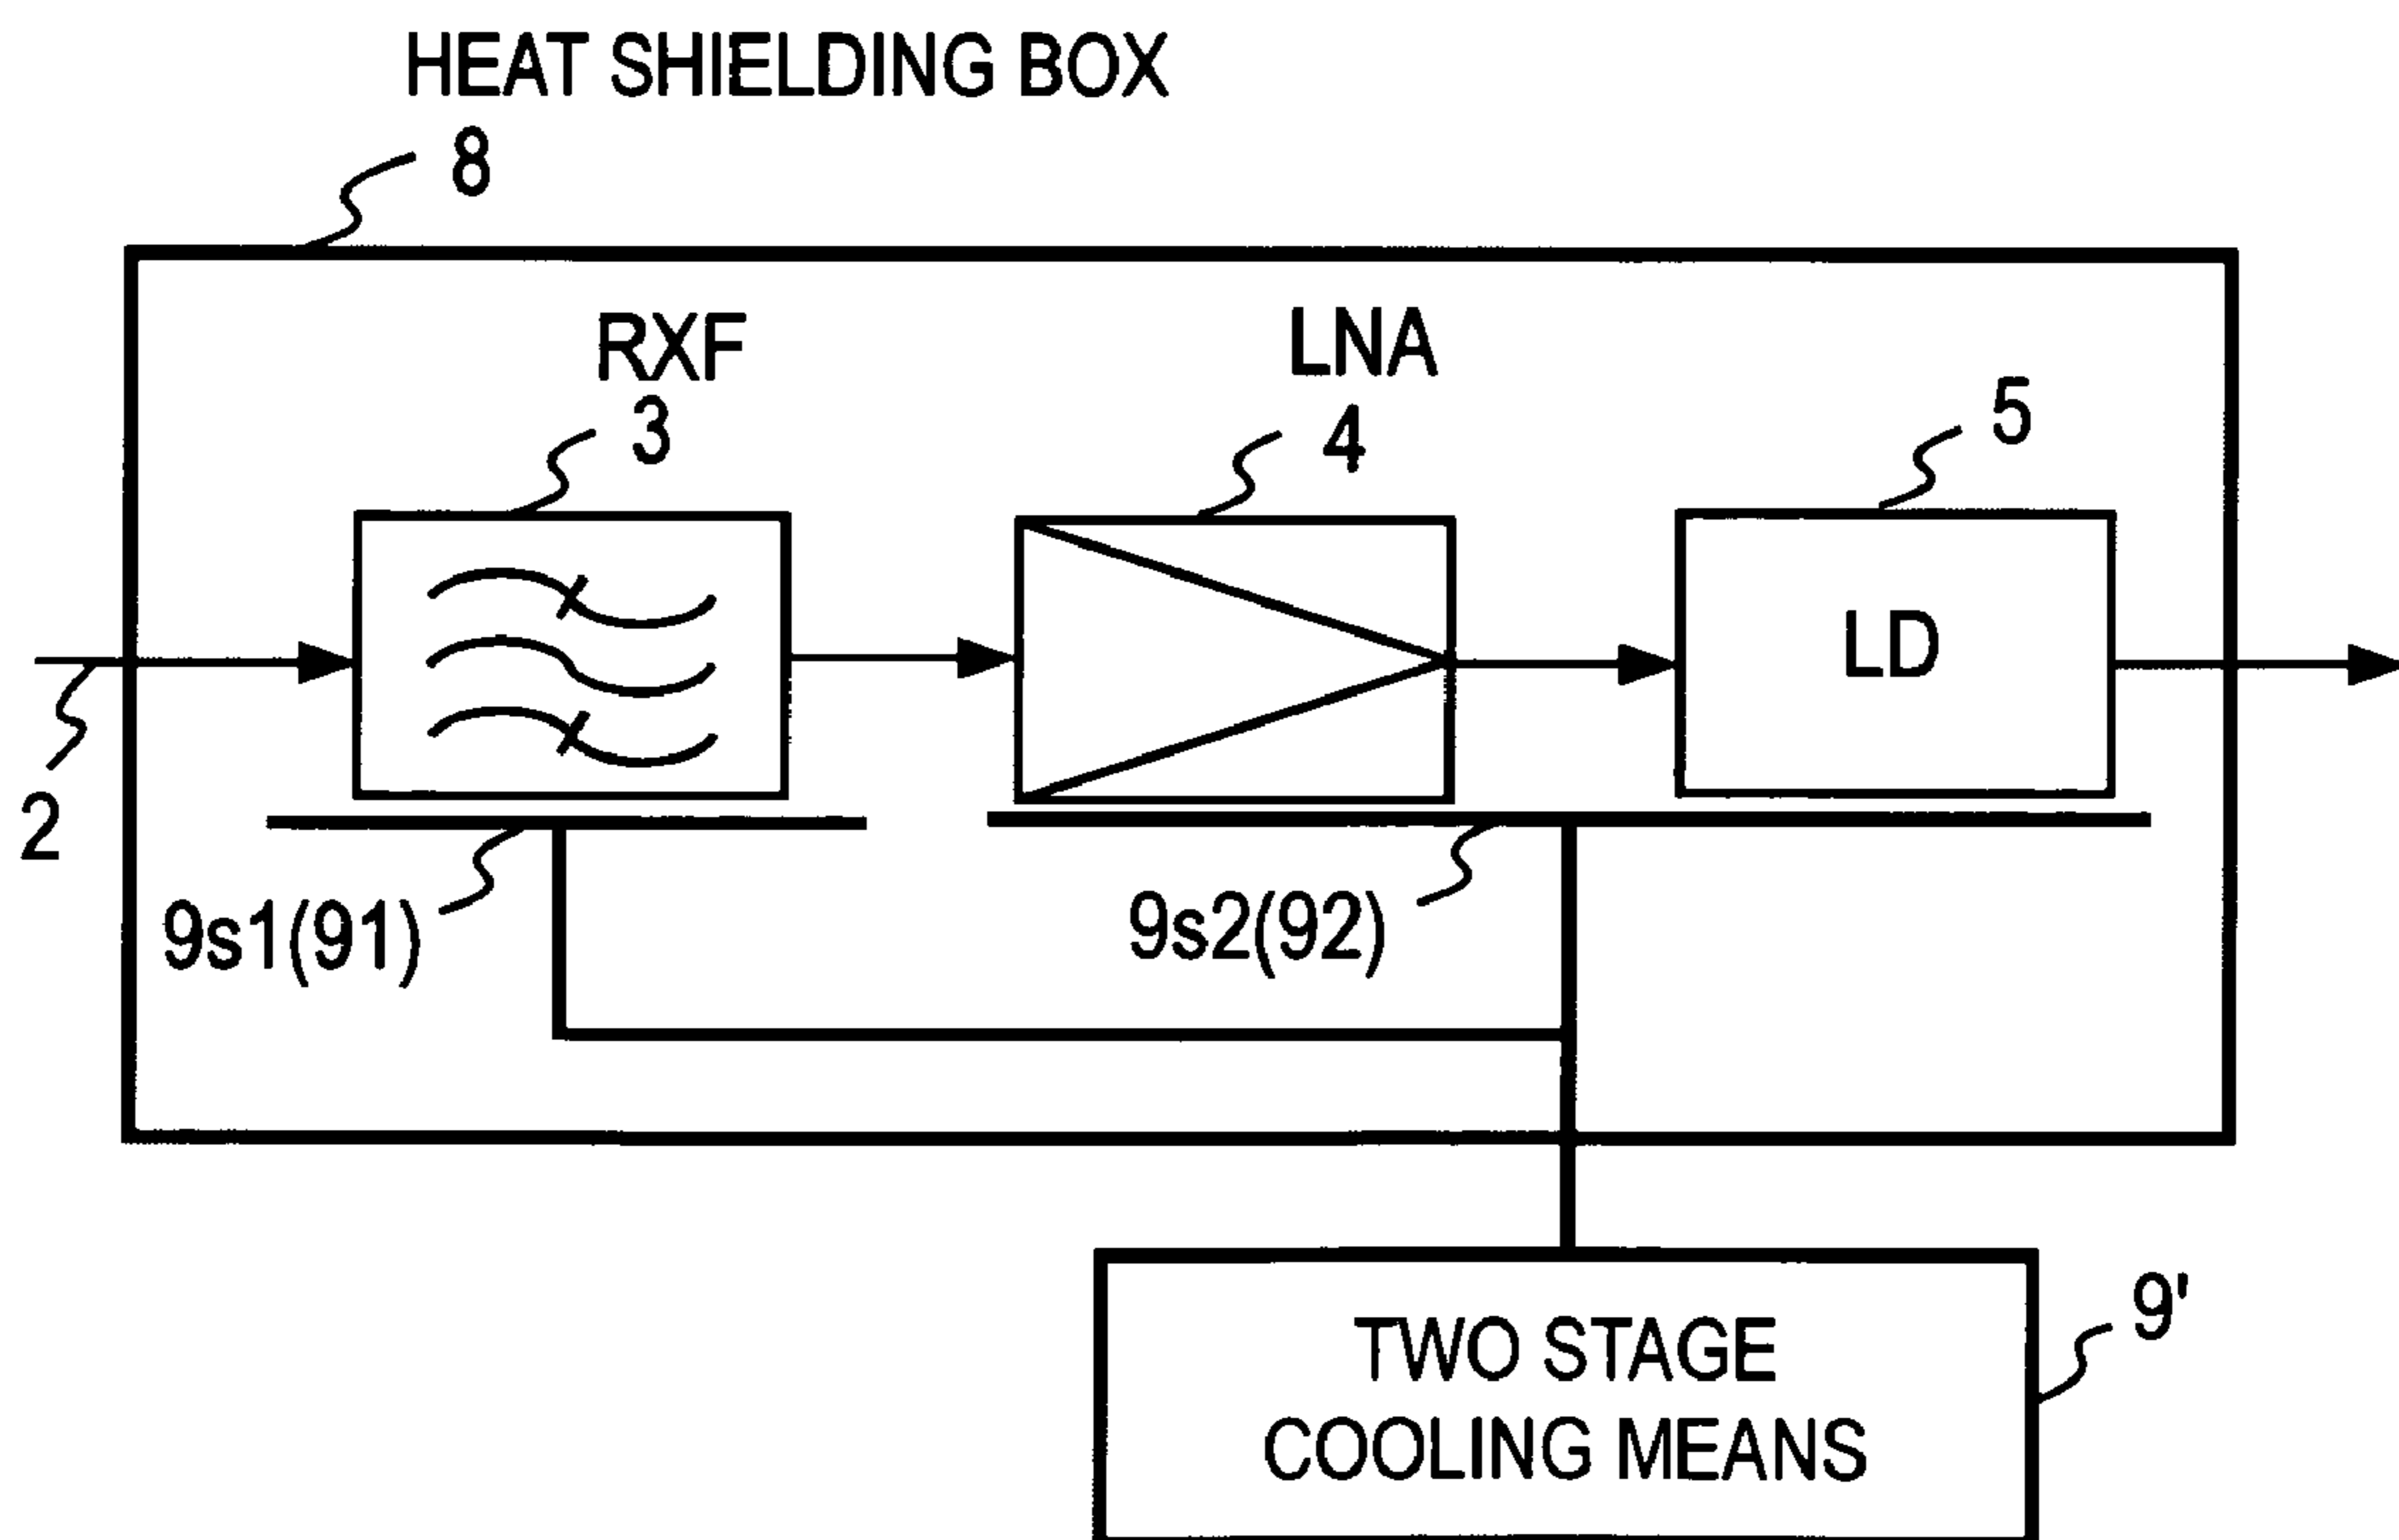 HEAT SHIELDING BOX
8
RXF
3
LNA
4
5
LD
2
9s1(91)
9s2(92)
9'
TWO STAGE
COOLING MEANS